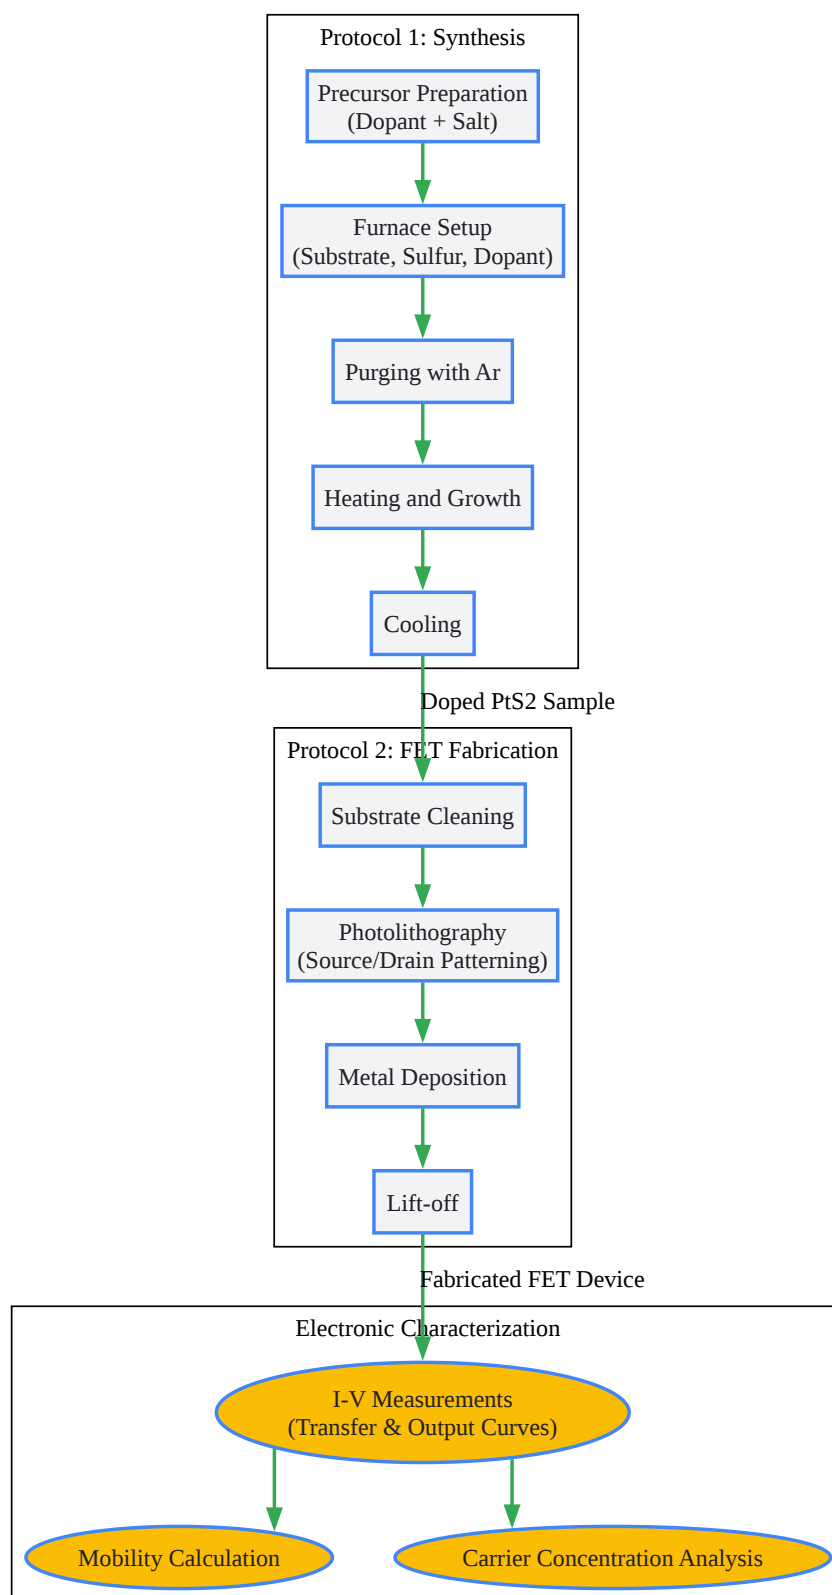 Protocol 1: Synthesis
Precursor Preparation
(Dopant + Salt)
Furnace Setup
(Substrate, Sulfur, Dopant)
Purging with Ar
Heating and Growth
Cooling
Doped PtS2 Sample
Protocol 2: FET Fabrication
Substrate Cleaning
Photolithography
(Source/Drain Patterning)
Metal Deposition
Lift-off
Fabricated FET Device
Electronic Characterization
I-V Measurements
(Transfer & Output Curves)
Mobility Calculation
Carrier Concentration Analysis